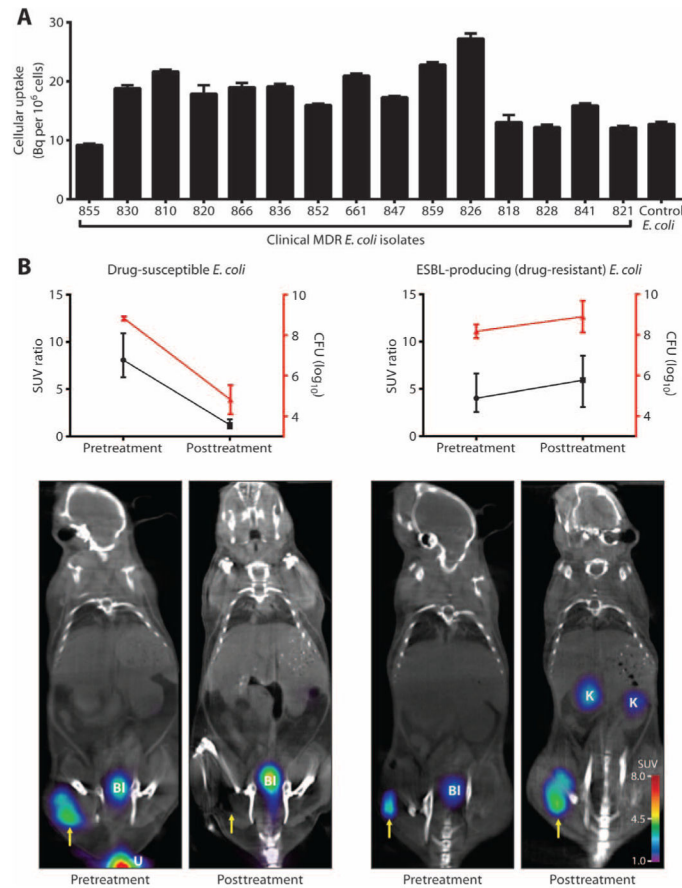 A
Cellular uptake
(Bq per 10⁶ cells)
30
20
10
0
855 830 810 820 866 836 852 661 847 859 826 818 828 841 821 Control
E. coli
Clinical MDR E. coli isolates
B
Drug-susceptible E. coli
SUV ratio
15
10
5
0
10
8
6
4
CFU (log₁₀)
Pretreatment Posttreatment
ESBL-producing (drug-resistant) E. coli
SUV ratio
15
10
5
0
10
8
6
4
CFU (log₁₀)
Pretreatment Posttreatment
Bl
U
Bl
Bl
K K
SUV
8.0
4.5
1.0
Pretreatment Posttreatment Pretreatment Posttreatment